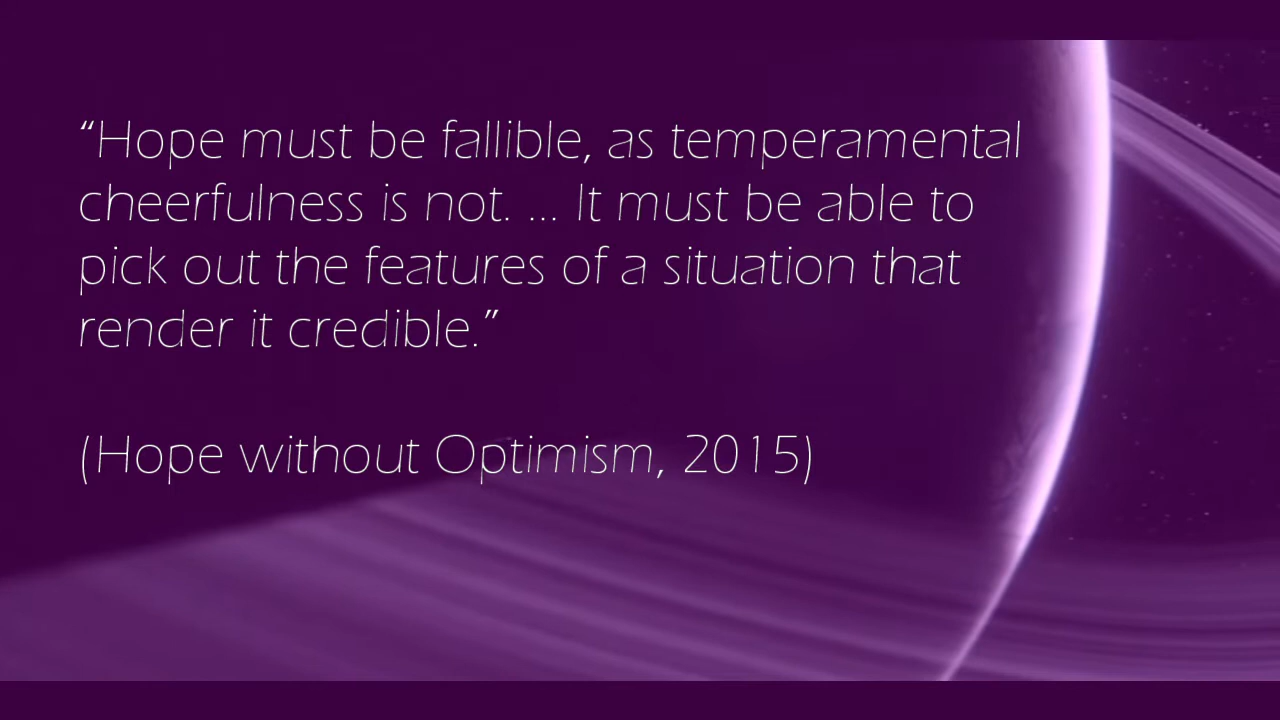 “Hope must be fallible, as temperamental
cheerfulness is not. ... It must be able to
pick out the features of a situation that
render it credible.”
(Hope without Optimism, 2015)